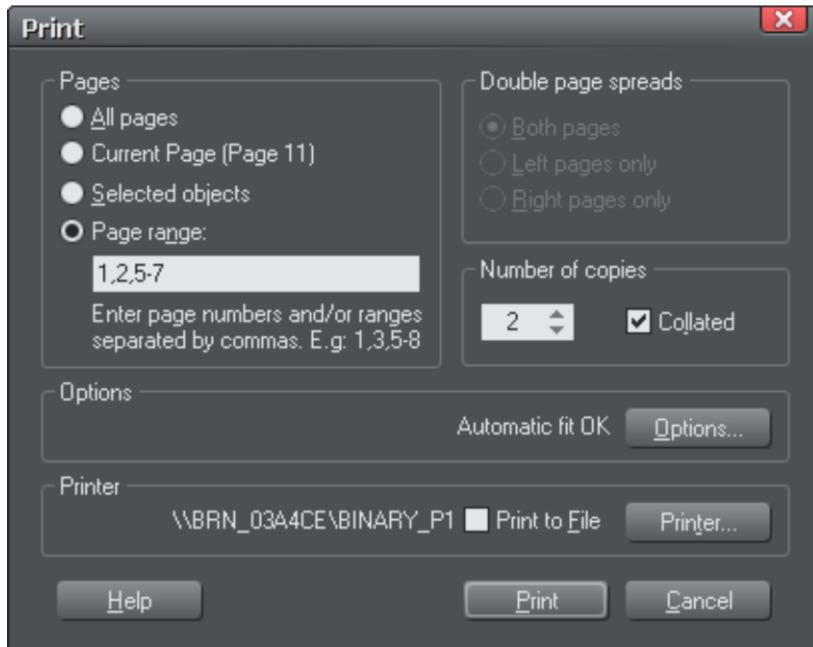 Print
Pages
All pages
Current Page (Page 11)
Selected objects
Page range:
1,2,5-7
Enter page numbers and/or ranges
separated by commas. E.g: 1,3,5-8
Double page spreads
Both pages
Left pages only
Right pages only
Number of copies
2 Collated
Options
Automatic fit OK Options...
Printer
\\BRN_03A4CE\BINARY_P1 Print to File Printer...
Help Print Cancel